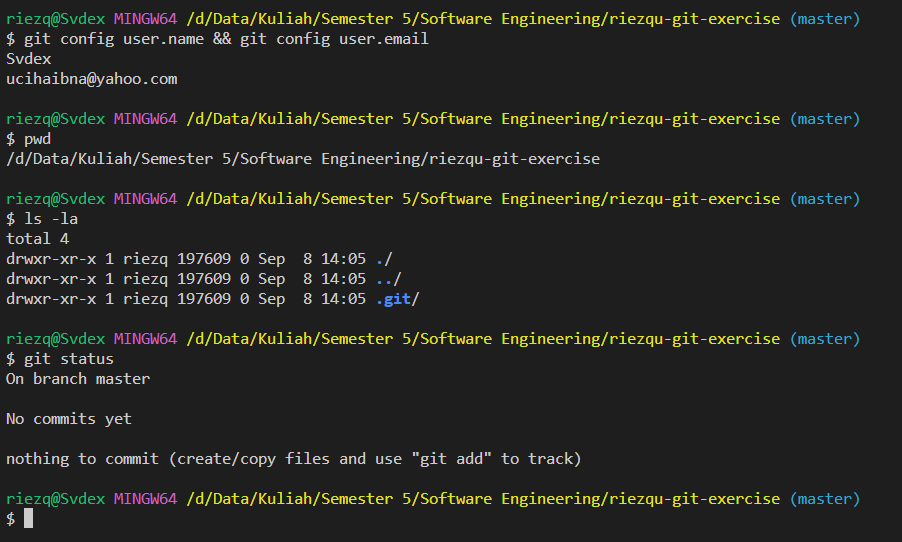 riezq@Svdex MINGW64 /d/Data/Kuliah/Semester 5/Software Engineering/riezqu-git-exercise (master)
$ git config user.name && git config user.email
Svdex
ucihaibna@yahoo.com
riezq@Svdex MINGW64 /d/Data/Kuliah/Semester 5/Software Engineering/riezqu-git-exercise (master)
$ pwd
/d/Data/Kuliah/Semester 5/Software Engineering/riezqu-git-exercise
riezq@Svdex MINGW64 /d/Data/Kuliah/Semester 5/Software Engineering/riezqu-git-exercise (master)
$ ls -la
total 4
drwxr-xr-x 1 riezq 197609 0 Sep  8 14:05 ./
drwxr-xr-x 1 riezq 197609 0 Sep  8 14:05 ../
drwxr-xr-x 1 riezq 197609 0 Sep  8 14:05 .git/
riezq@Svdex MINGW64 /d/Data/Kuliah/Semester 5/Software Engineering/riezqu-git-exercise (master)
$ git status
On branch master
No commits yet
nothing to commit (create/copy files and use "git add" to track)
riezq@Svdex MINGW64 /d/Data/Kuliah/Semester 5/Software Engineering/riezqu-git-exercise (master)
$